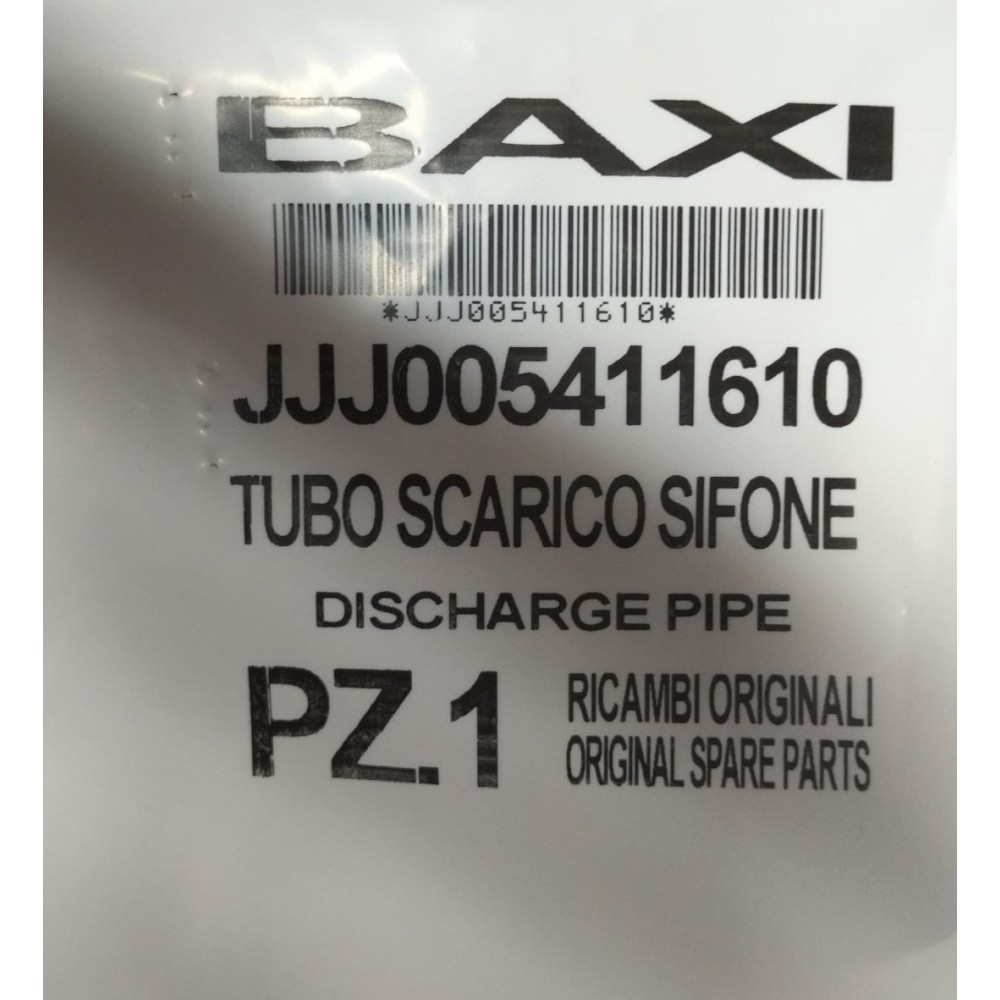 BAXI
*JJJ005411610*
JJJ005411610
TUBO SCARICO SIFONE
DISCHARGE PIPE
PZ.1
RICAMBI ORIGINALI
ORIGINAL SPARE PARTS